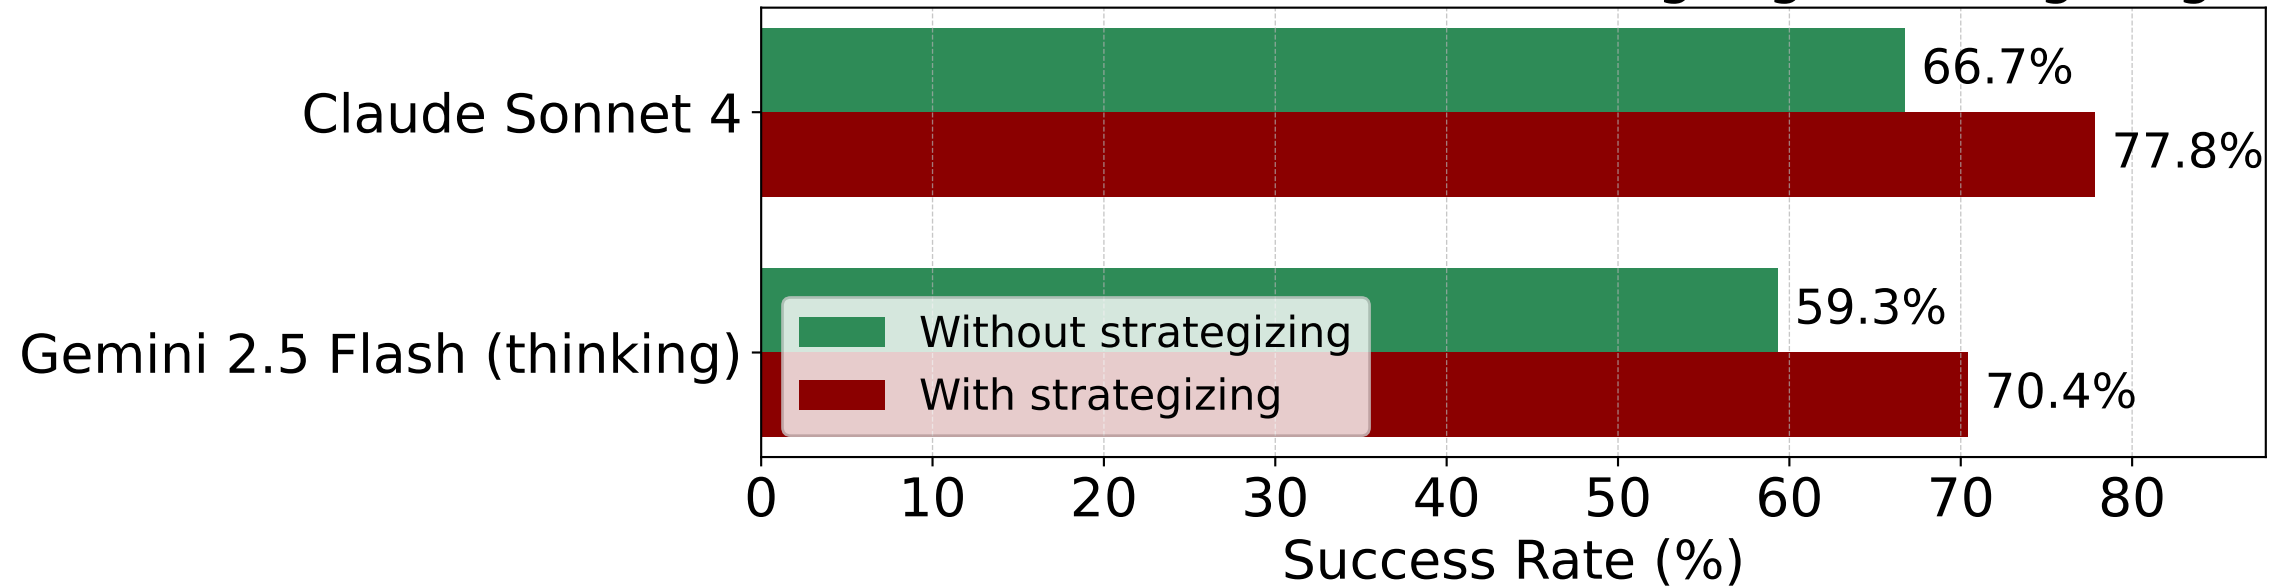 Claude Sonnet 4
66.7%
77.8%
Gemini 2.5 Flash (thinking)
59.3%
70.4%
Without strategizing
With strategizing
0 10 20 30 40 50 60 70 80
Success Rate (%)